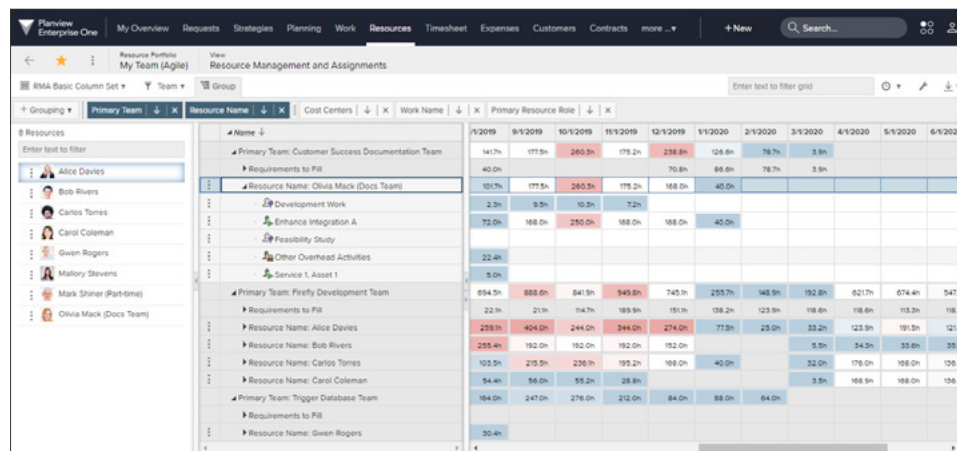 Planview
Enterprise One
My Overview Requests Strategies Planning Work Resources Timesheet Expenses Customers Contracts more ... +New Search...
Resource Portfolio
My Team (Agile)
View
Resource Management and Assignments
RMA Basic Column Set Team Group Enter text to filter grid
+ Grouping Primary Team ↓ x Resource Name ↓ x Cost Centers ↓ x Work Name ↓ x Primary Resource Role ↓ x
8 Resources
Enter text to filter
Alice Davies
Bob Rivers
Carlos Torres
Carol Coleman
Gwen Rogers
Mallory Stevens
Mark Shiner (Part-time)
Olivia Mack (Docs Team)
Name ↓ /1/2019 9/1/2019 10/1/2019 11/1/2019 12/1/2019 1/1/2020 2/1/2020 3/1/2020 4/1/2020 5/1/2020 6/1/202
Primary Team: Customer Success Documentation Team 141.7h 177.5h 260.3h 175.2h 238.8h 126.6h 78.7h 3.9h
Requirements to Fill 40.0h 70.8h 86.6h 78.7h 3.9h
Resource Name: Olivia Mack (Docs Team) 101.7h 177.5h 260.3h 175.2h 168.0h 40.0h
Development Work 2.3h 9.5h 10.3h 7.2h
Enhance Integration A 72.0h 168.0h 250.0h 168.0h 168.0h 40.0h
Feasibility Study
Other Overhead Activities 22.4h
Service 1, Asset 1 5.0h
Primary Team: Firefly Development Team 694.5h 888.6h 841.9h 949.8h 745.1h 255.7h 148.9h 192.8h 621.7h 674.4h 547
Requirements to Fill 22.1h 21.1h 114.7h 189.9h 151.1h 138.2h 123.9h 118.6h 118.6h 113.3h 118.
Resource Name: Alice Davies 259.1h 404.0h 244.0h 344.0h 274.0h 77.5h 25.0h 33.2h 123.9h 191.5h 121.
Resource Name: Bob Rivers 255.4h 192.0h 192.0h 192.0h 152.0h 5.5h 34.3h 33.6h 35.
Resource Name: Carlos Torres 103.5h 215.5h 236.1h 195.2h 168.0h 40.0h 32.0h 176.0h 168.0h 136.
Resource Name: Carol Coleman 54.4h 56.0h 55.2h 28.8h 3.5h 168.9h 168.0h 136.
Primary Team: Trigger Database Team 164.0h 247.0h 276.0h 212.0h 84.0h 88.0h 64.0h
Requirements to Fill
Resource Name: Gwen Rogers 30.4h